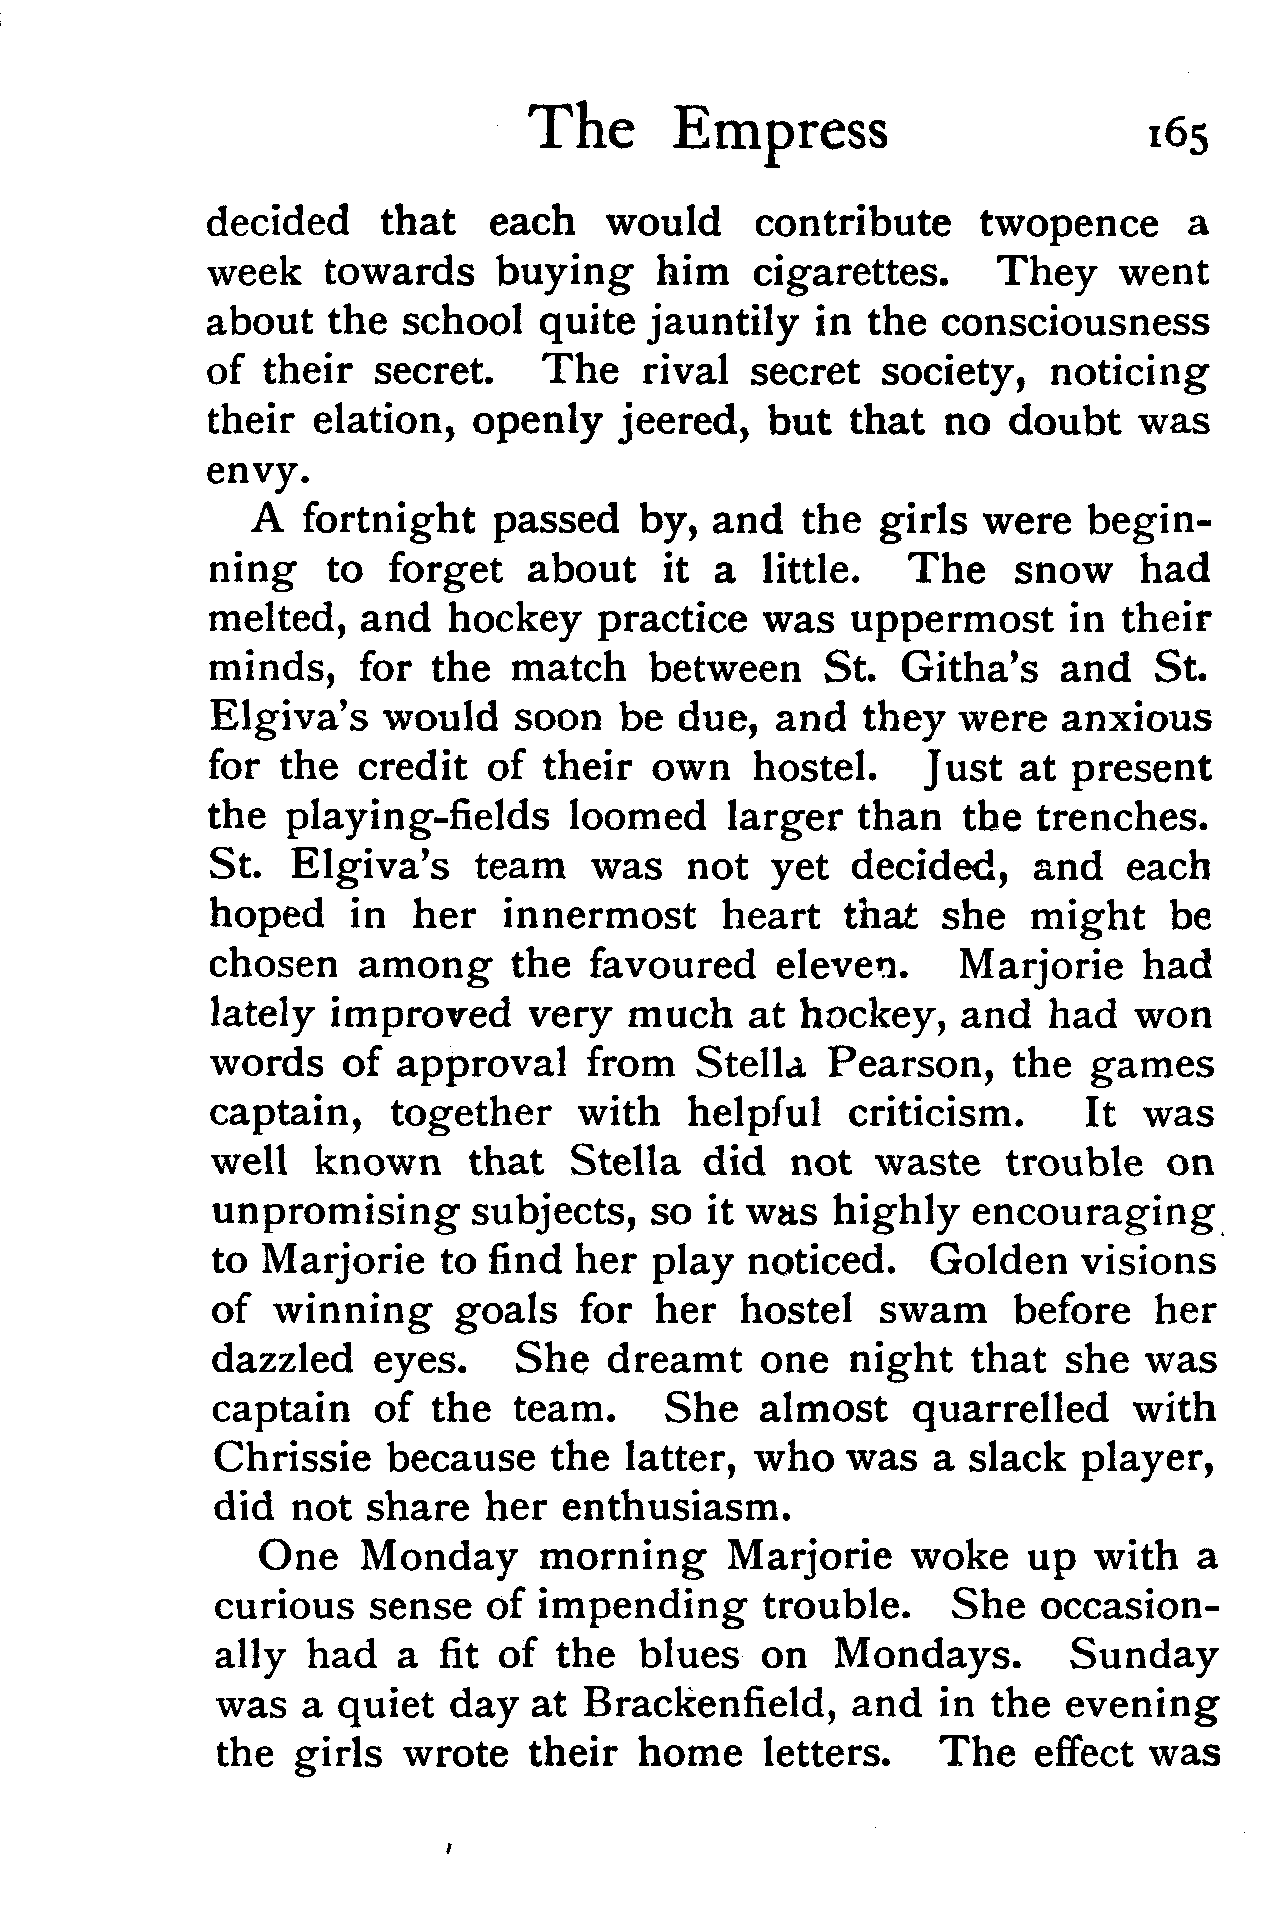 The Empress 165
decided that each would contribute twopence a
week towards buying him cigarettes. They went
about the school quite jauntily in the consciousness
of their secret. The rival secret society, noticing
their elation, openly jeered, but that no doubt was
envy.
A fortnight passed by, and the girls were begin-
ning to forget about it a little. The snow had
melted, and hockey practice was uppermost in their
minds, for the match between St. Githa's and St.
Elgiva's would soon be due, and they were anxious
for the credit of their own hostel. Just at present
the playing-fields loomed larger than the trenches.
St. Elgiva's team was not yet decided, and each
hoped in her innermost heart that she might be
chosen among the favoured eleven. Marjorie had
lately improved very much at hockey, and had won
words of approval from Stella Pearson, the games
captain, together with helpful criticism. It was
well known that Stella did not waste trouble on
unpromising subjects, so it was highly encouraging
to Marjorie to find her play noticed. Golden visions
of winning goals for her hostel swam before her
dazzled eyes. She dreamt one night that she was
captain of the team. She almost quarrelled with
Chrissie because the latter, who was a slack player,
did not share her enthusiasm.
One Monday morning Marjorie woke up with a
curious sense of impending trouble. She occasion-
ally had a fit of the blues on Mondays. Sunday
was a quiet day at Brackenfield, and in the evening
the girls wrote their home letters. The effect was